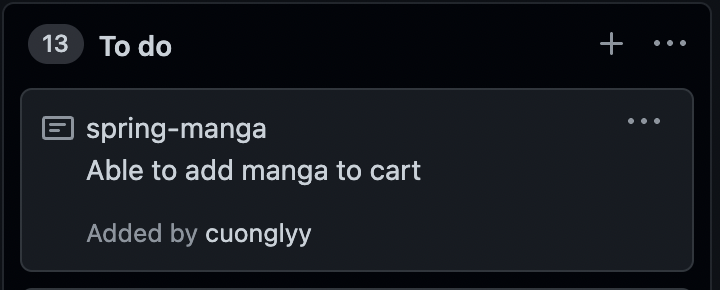 13 To do
spring-manga
Able to add manga to cart
Added by cuonglyy